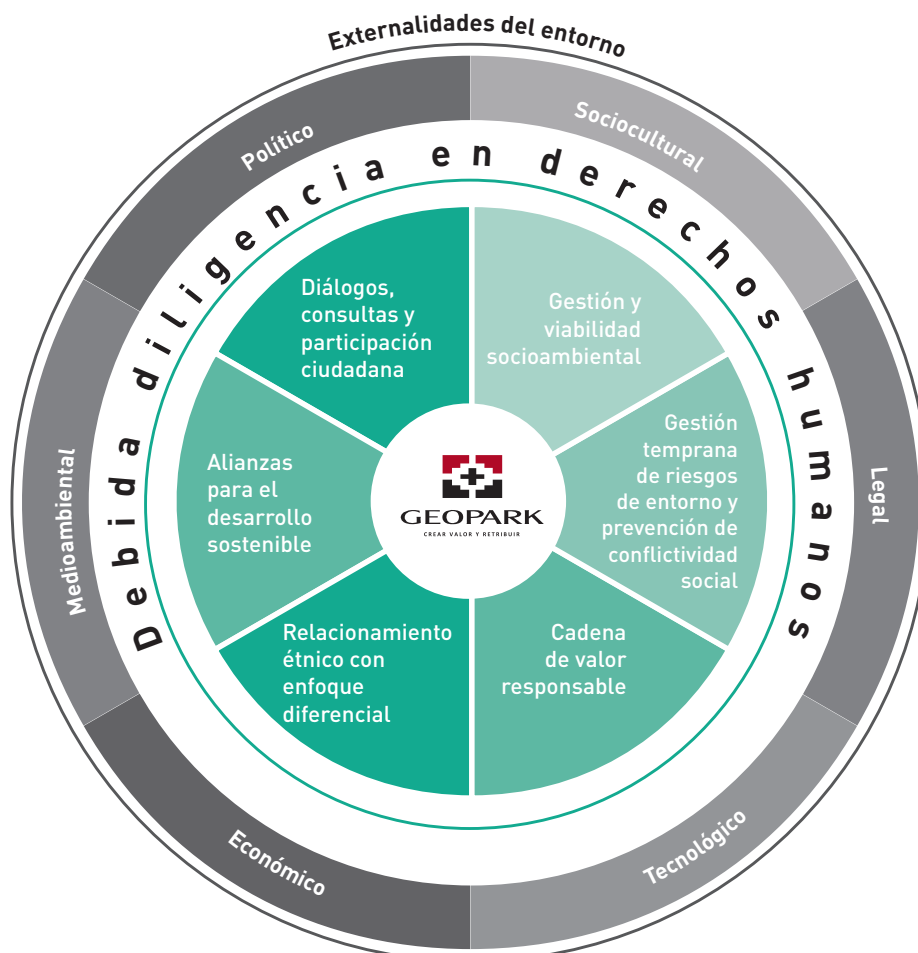 Externalidades del entorno
Político
Sociocultural
Debida diligencia en derechos humanos
Diálogos,
consultas y
participación
ciudadana
Gestión y
viabilidad
socioambiental
Alianzas
para el
desarrollo
sostenible
GEOPARK
CREAR VALOR Y RETRIBUIR
Gestión
temprana
de riesgos
de entorno y
prevención de
conflictividad
social
Medioambiental
Legal
Relacionamiento
étnico con
enfoque
diferencial
Cadena
de valor
responsable
Económico
Tecnológico